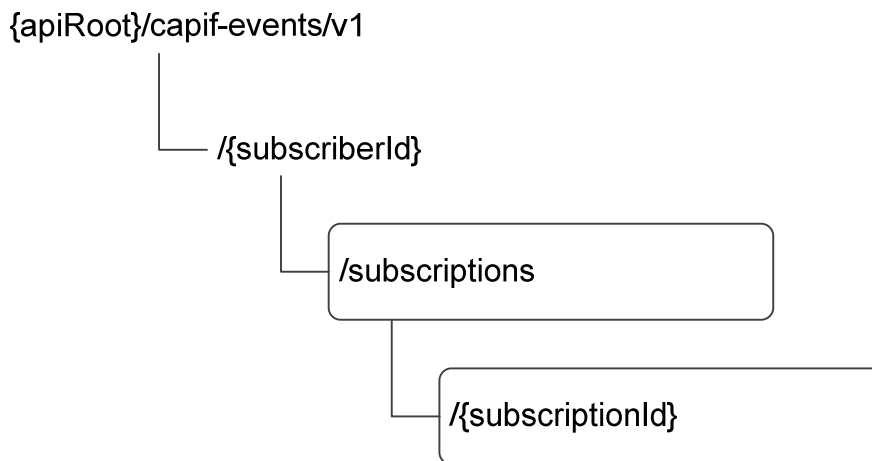 {apiRoot}/capif-events/v1
/{subscriberId}
/subscriptions
/{subscriptionId}